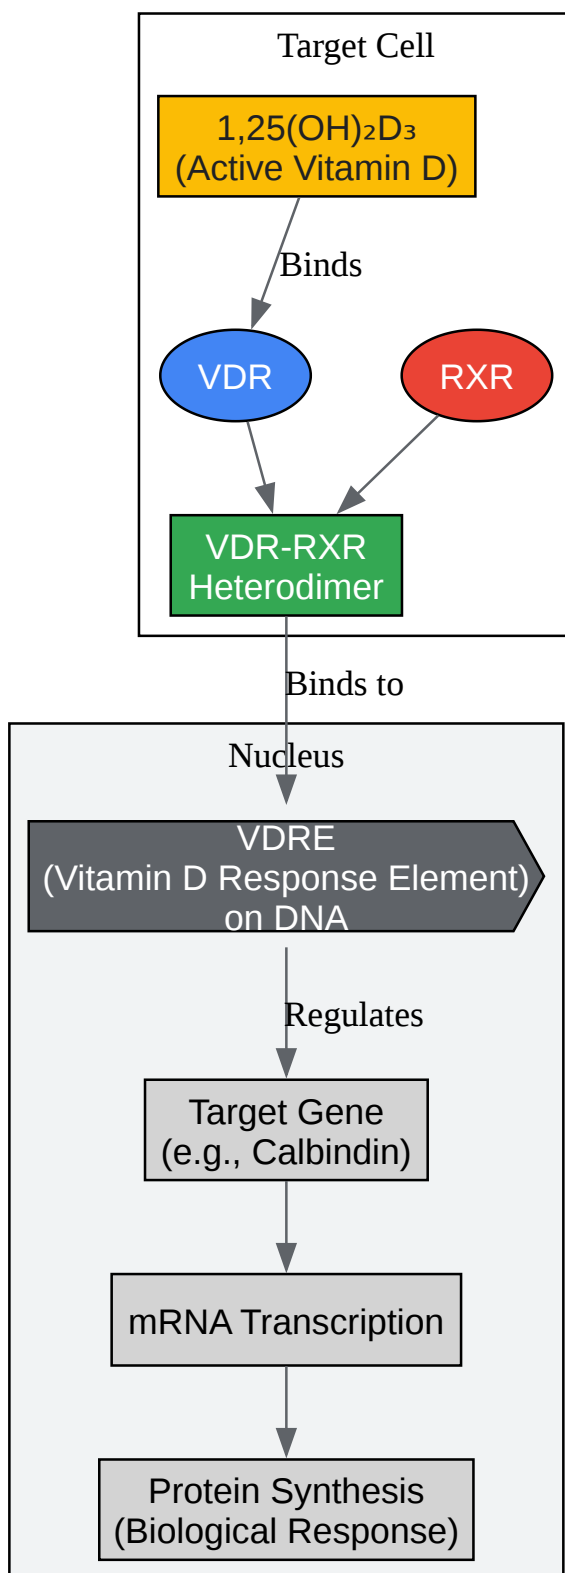 Target Cell
1,25(OH)₂D₃
(Active Vitamin D)
Binds
VDR
RXR
VDR-RXR
Heterodimer
Binds to
Nucleus
VDRE
(Vitamin D Response Element)
on DNA
Regulates
Target Gene
(e.g., Calbindin)
mRNA Transcription
Protein Synthesis
(Biological Response)